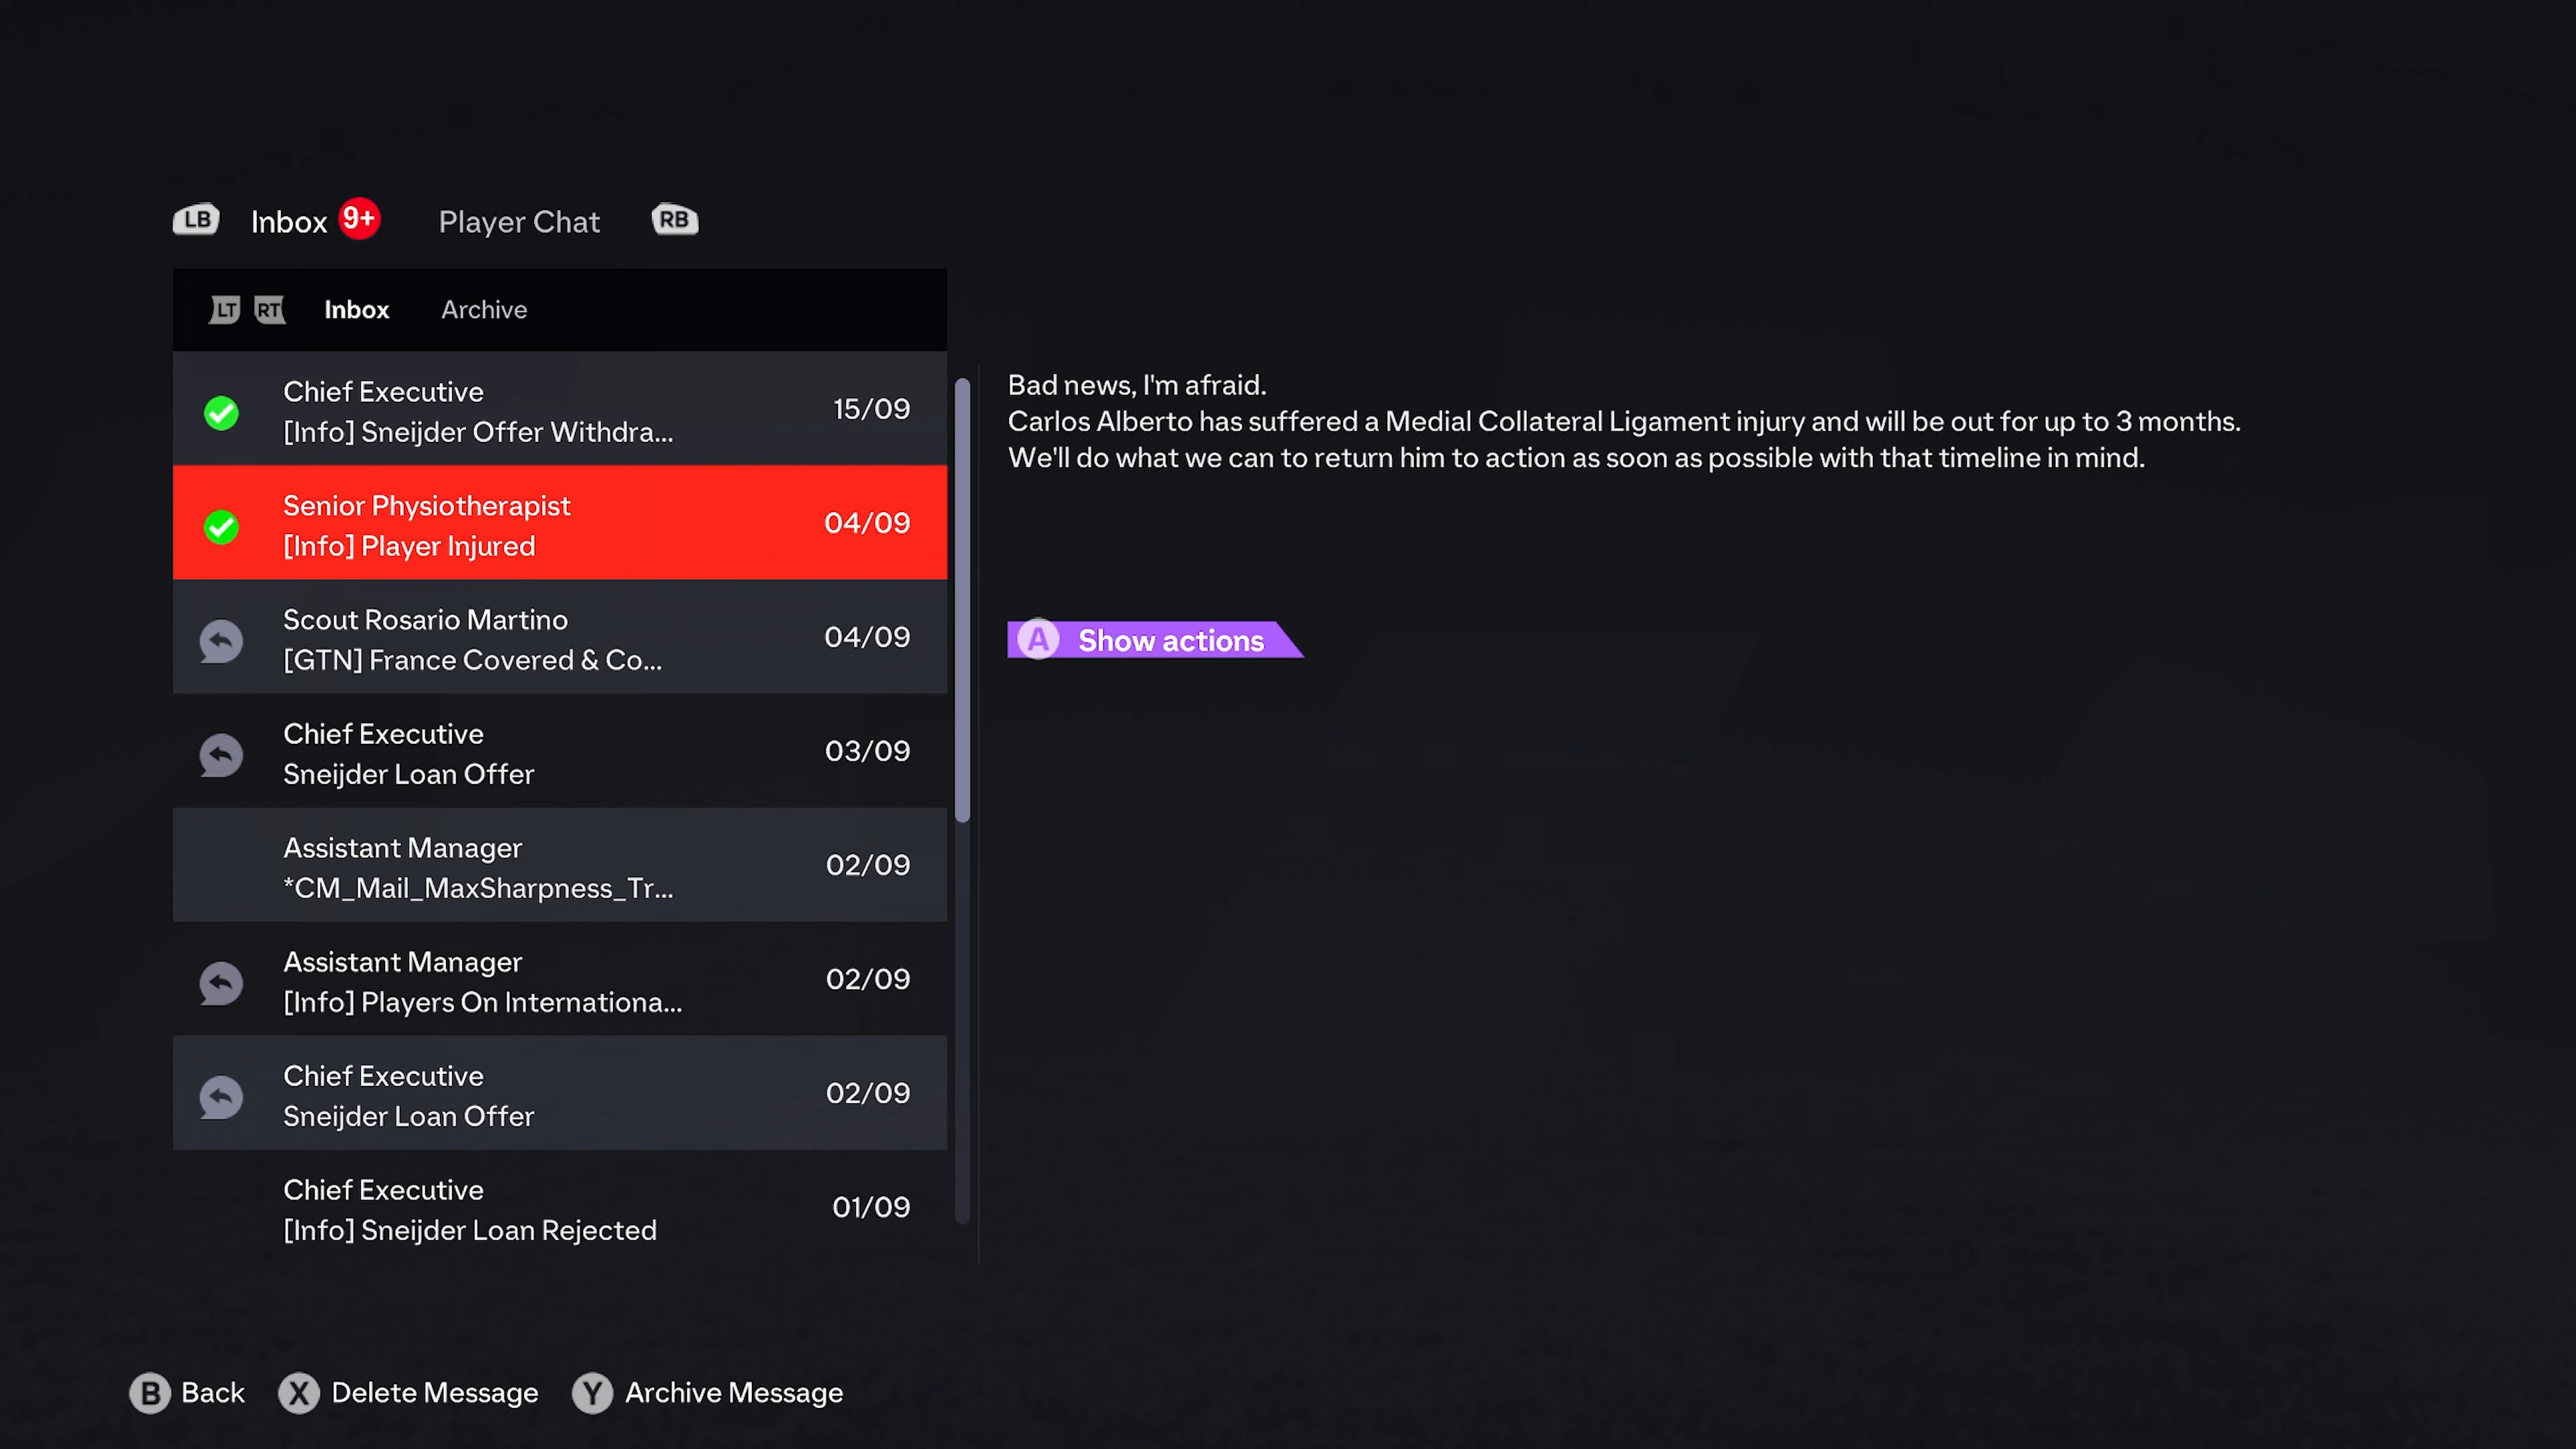 LB Inbox 9+ Player Chat RB
LT RT Inbox Archive
Chief Executive
[Info] Sneijder Offer Withdra...
15/09
Senior Physiotherapist
[Info] Player Injured
04/09
Scout Rosario Martino
[GTN] France Covered & Co...
04/09
Chief Executive
Sneijder Loan Offer
03/09
Assistant Manager
*CM_Mail_MaxSharpness_Tr...
02/09
Assistant Manager
[Info] Players On Internationa...
02/09
Chief Executive
Sneijder Loan Offer
02/09
Chief Executive
[Info] Sneijder Loan Rejected
01/09
Bad news, I'm afraid.
Carlos Alberto has suffered a Medial Collateral Ligament injury and will be out for up to 3 months.
We'll do what we can to return him to action as soon as possible with that timeline in mind.
A Show actions
B Back X Delete Message Y Archive Message